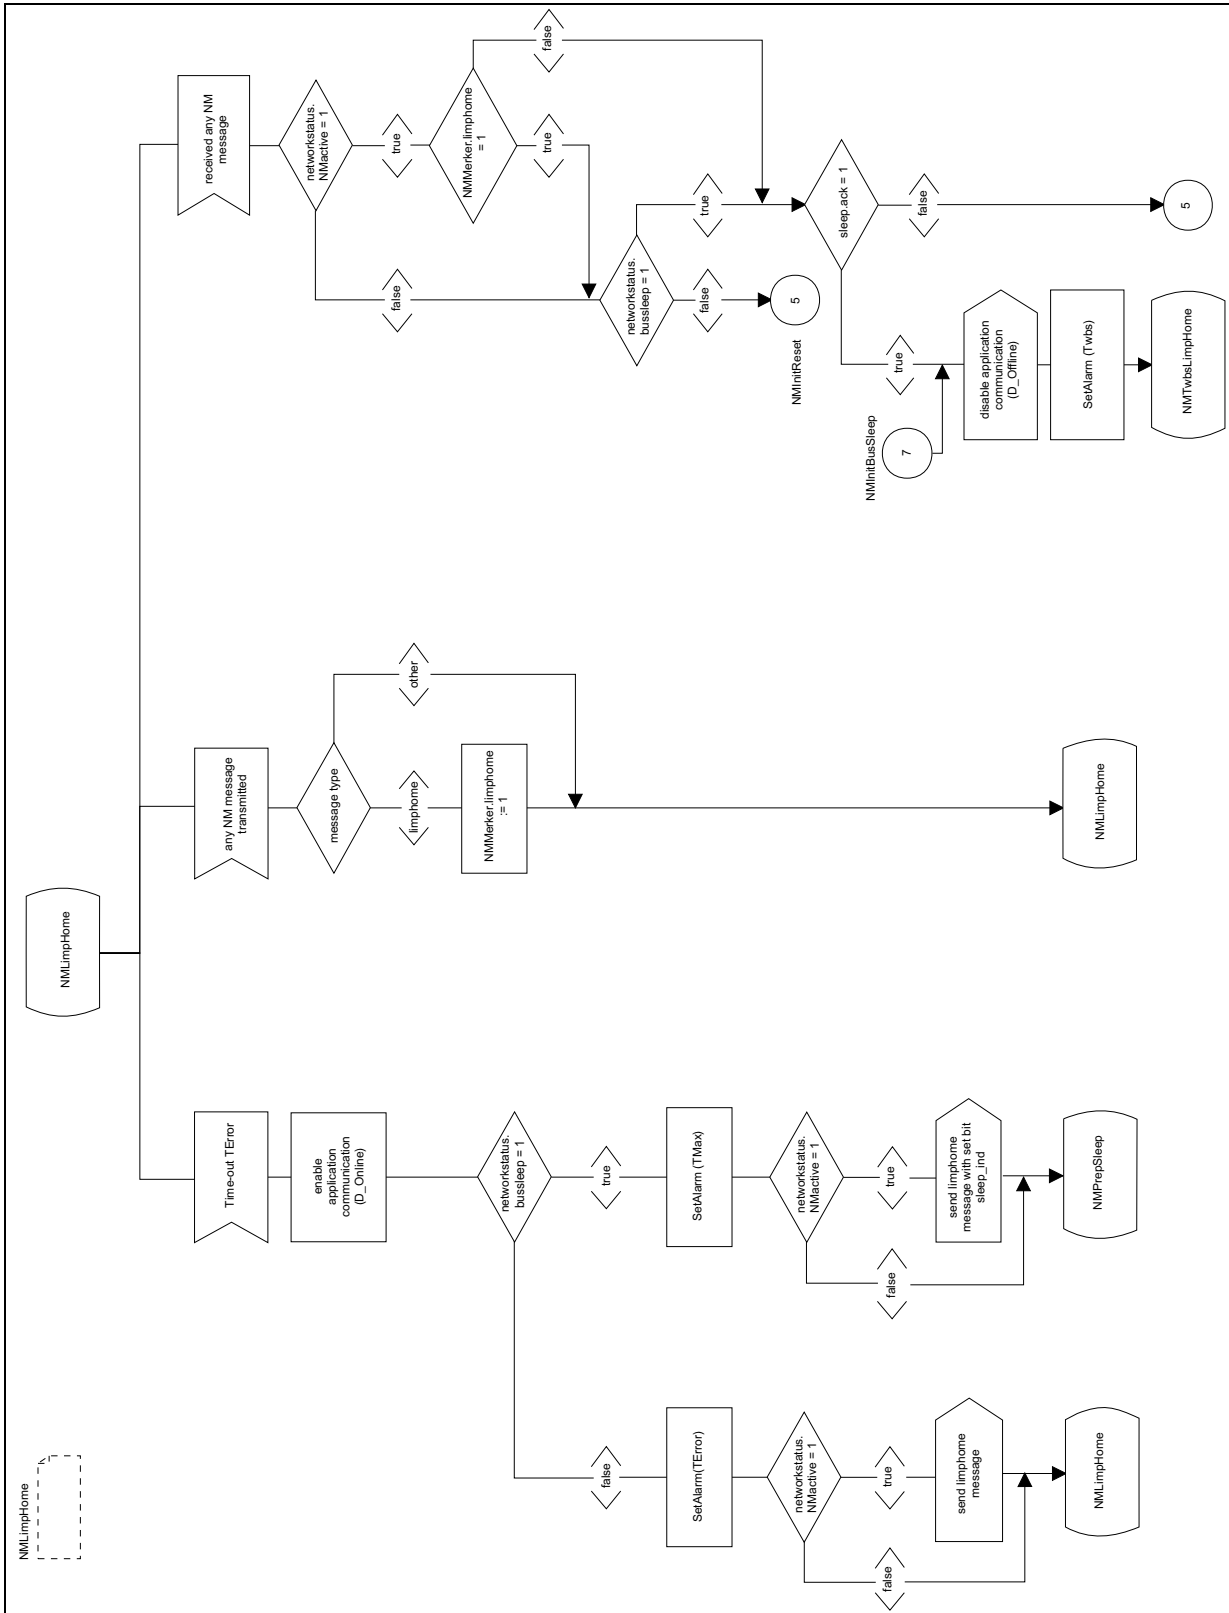 NMLimpHome
NMLimpHome
Time-out TError
enable
application
communication
(D_Online)
networkstatus.
bussleep = 1
false
true
SetAlarm(TError)
networkstatus.
NMactive = 1
false
true
send limphome
message
NMLimpHome
SetAlarm (TMax)
networkstatus.
NMactive = 1
false
true
send limphome
message with set bit
sleep_ind
NMPrepSleep
any NM message
transmitted
message type
limphome
other
NMMerker.limphome
:= 1
NMLimpHome
received any NM
message
networkstatus.
NMactive = 1
false
true
NMMerker.limphome
= 1
true
false
networkstatus.
bussleep = 1
false
true
NMInitReset
5
sleep.ack = 1
true
false
NMInitBusSleep
7
disable application
communication
(D_Offline)
SetAlarm (Twbs)
NMTwbsLimpHome
5